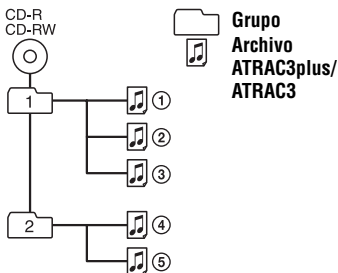 CD-R
CD-RW
Grupo
Archivo
ATRAC3plus/
ATRAC3
1
①
②
③
2
④
⑤